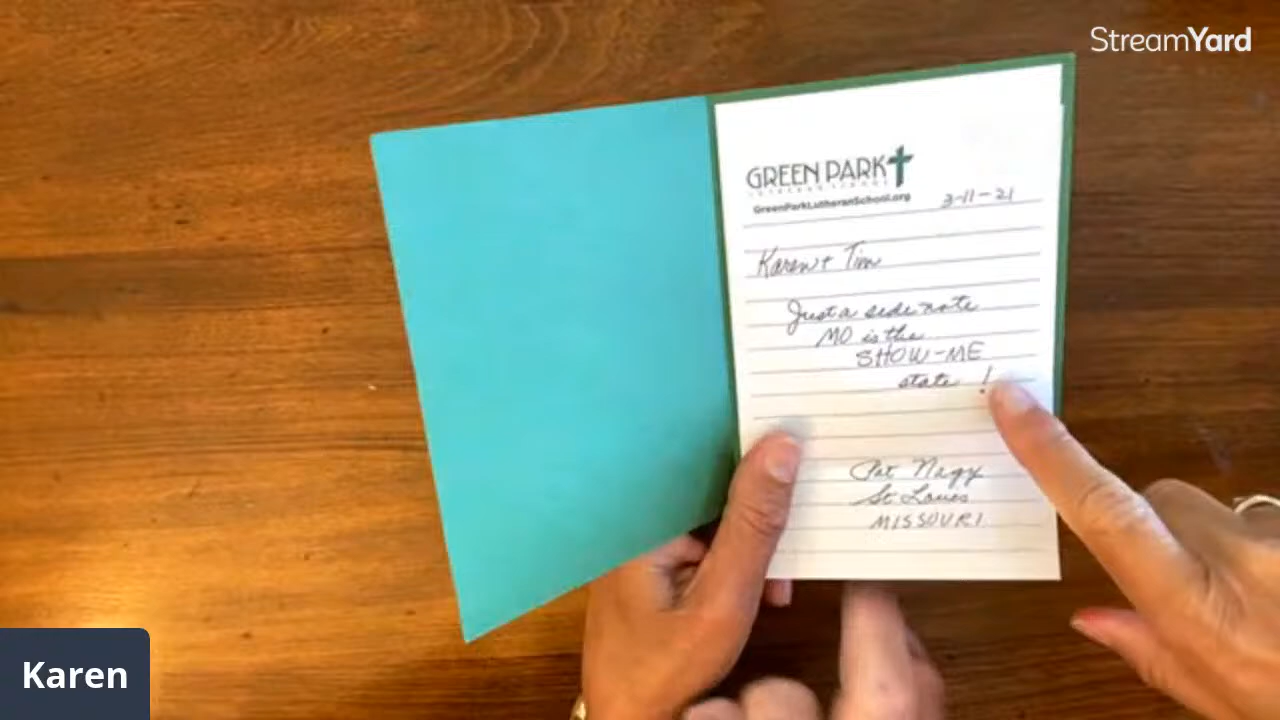 StreamYard
GREEN PARK
LUTHERAN SCHOOL
GreenParkLutheranSchool.org
3-11-21
Karen + Tim
Just a side note
MO is the
SHOW-ME
state !
Pat Nagy
St Louis
MISSOURI
Karen